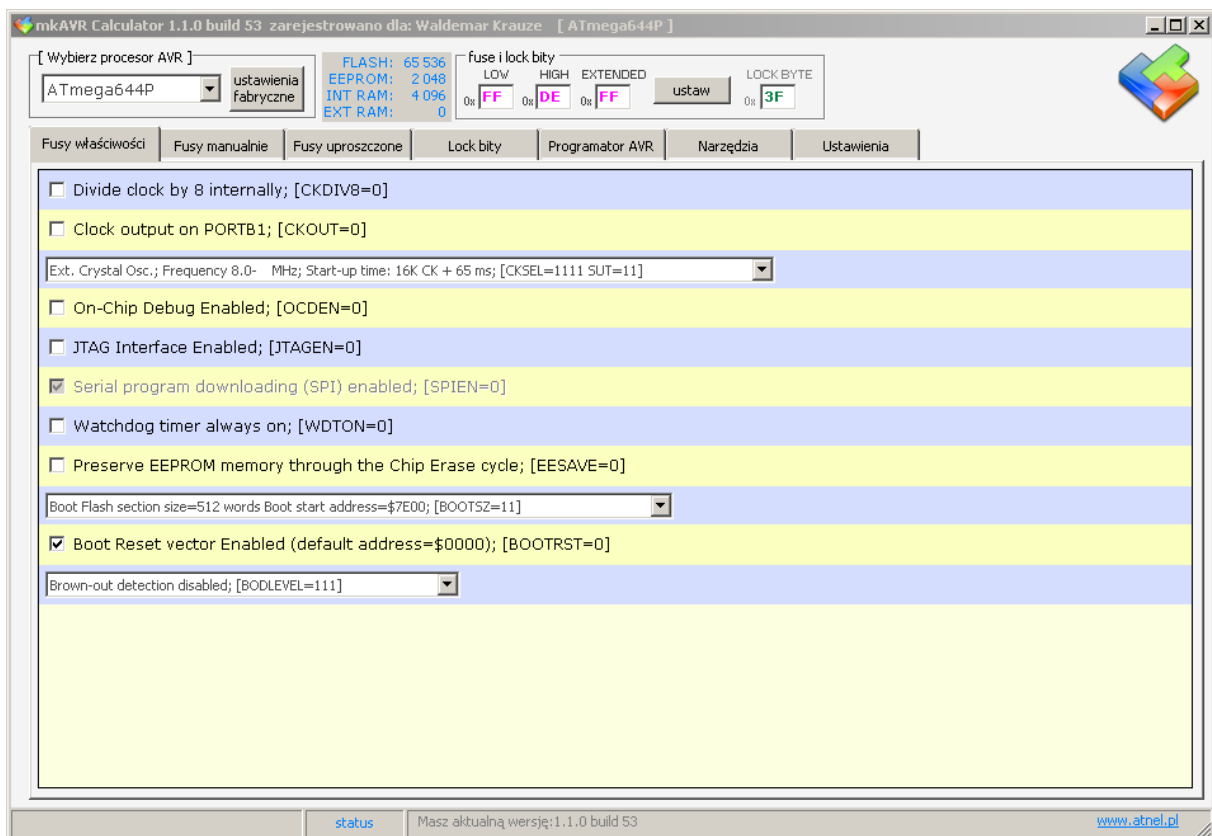 mkAVR Calculator 1.1.0 build 53 zarejestrowano dla: Waldemar Krauze [ ATmega644P ]
[ Wybierz procesor AVR ]
ATmega644P
ustawienia fabryczne
FLASH: 65 536
EEPROM: 2 048
INT RAM: 4 096
EXT RAM: 0
fuse i lock bity
LOW HIGH EXTENDED LOCK BYTE
0x FF 0x DE 0x FF ustaw 0x 3F
Fusy właściwości Fusy manualnie Fusy uproszczone Lock bity Programator AVR Narzędzia Ustawienia
Divide clock by 8 internally; [CKDIV8=0]
Clock output on PORTB1; [CKOUT=0]
Ext. Crystal Osc.; Frequency 8.0- MHz; Start-up time: 16K CK + 65 ms; [CKSEL=1111 SUT=11]
On-Chip Debug Enabled; [OCDEN=0]
JTAG Interface Enabled; [JTAGEN=0]
Serial program downloading (SPI) enabled; [SPIEN=0]
Watchdog timer always on; [WDTON=0]
Preserve EEPROM memory through the Chip Erase cycle; [EESAVE=0]
Boot Flash section size=512 words Boot start address=$7E00; [BOOTSZ=11]
Boot Reset vector Enabled (default address=$0000); [BOOTRST=0]
Brown-out detection disabled; [BODLEVEL=111]
status Masz aktualną wersję:1.1.0 build 53 www.atnel.pl